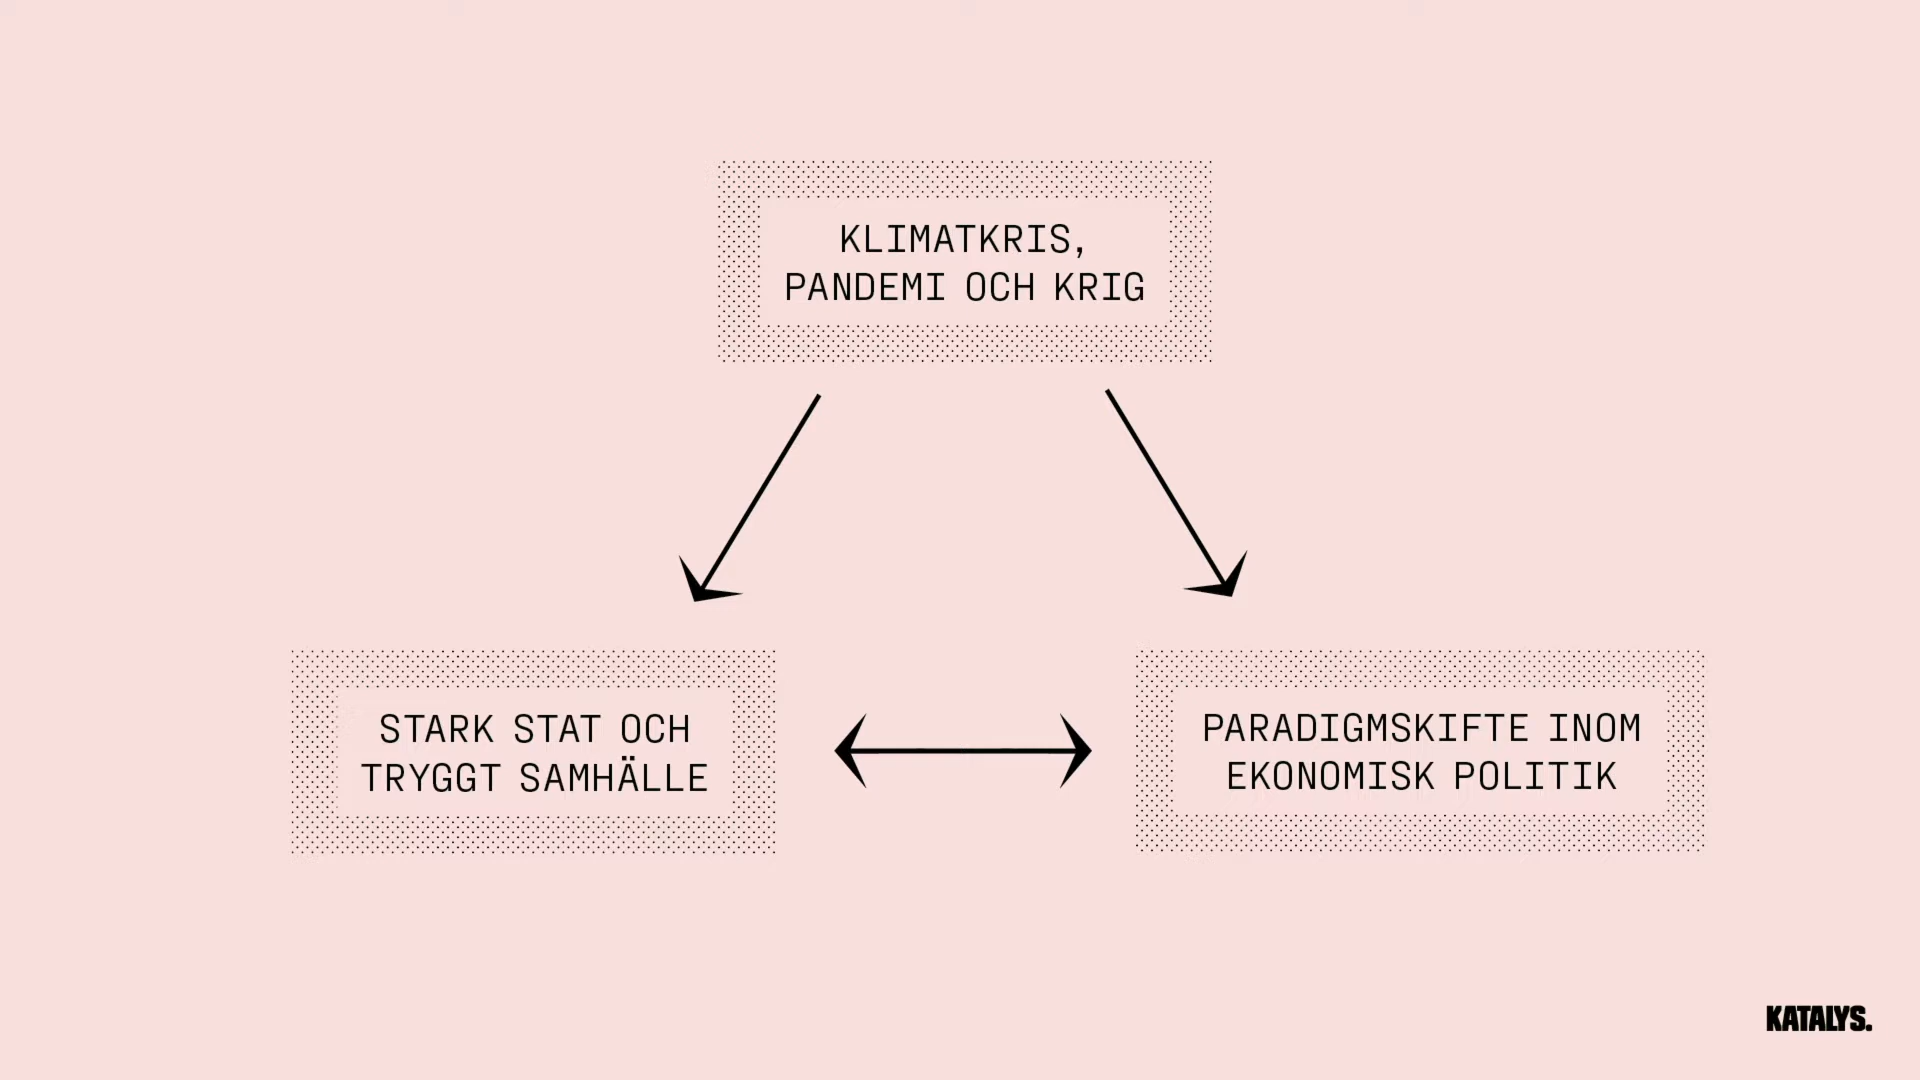 KLIMATKRIS,
PANDEMI OCH KRIG
STARK STAT OCH
TRYGGT SAMHÄLLE
PARADIGMSKIFTE INOM
EKONOMISK POLITIK
KATALYS.